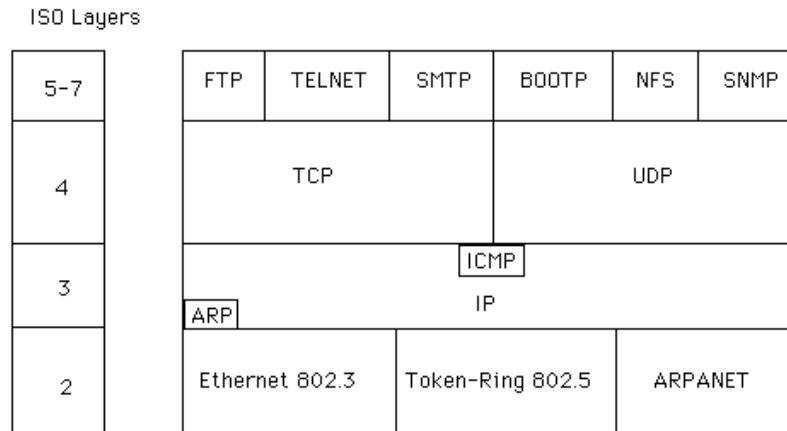 ISO Layers
5-7 FTP TELNET SMTP BOOTP NFS SNMP
4 TCP UDP
ICMP
3 IP
ARP
2 Ethernet 802.3 Token-Ring 802.5 ARPANET